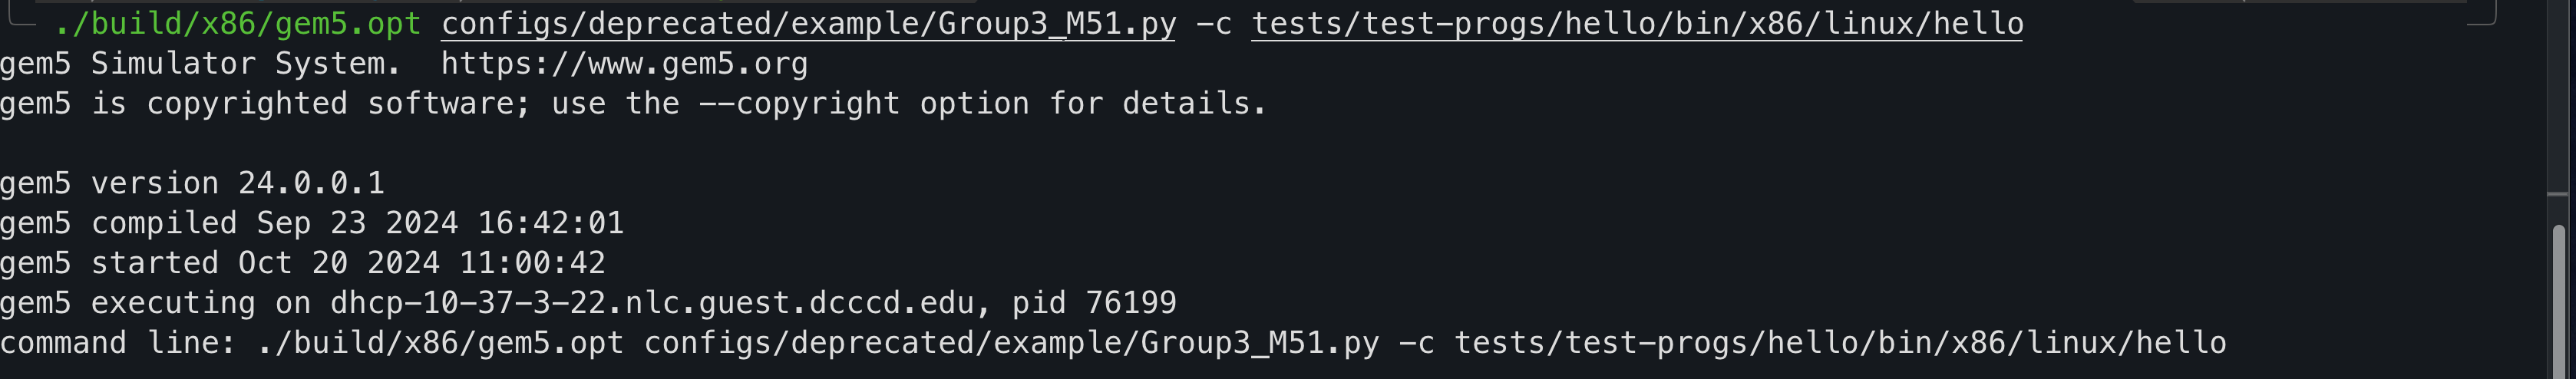 ./build/x86/gem5.opt configs/deprecated/example/Group3_M51.py -c tests/test-progs/hello/bin/x86/linux/hello
gem5 Simulator System.  https://www.gem5.org
gem5 is copyrighted software; use the --copyright option for details.
gem5 version 24.0.0.1
gem5 compiled Sep 23 2024 16:42:01
gem5 started Oct 20 2024 11:00:42
gem5 executing on dhcp-10-37-3-22.nlc.guest.dcccd.edu, pid 76199
command line: ./build/x86/gem5.opt configs/deprecated/example/Group3_M51.py -c tests/test-progs/hello/bin/x86/linux/hello